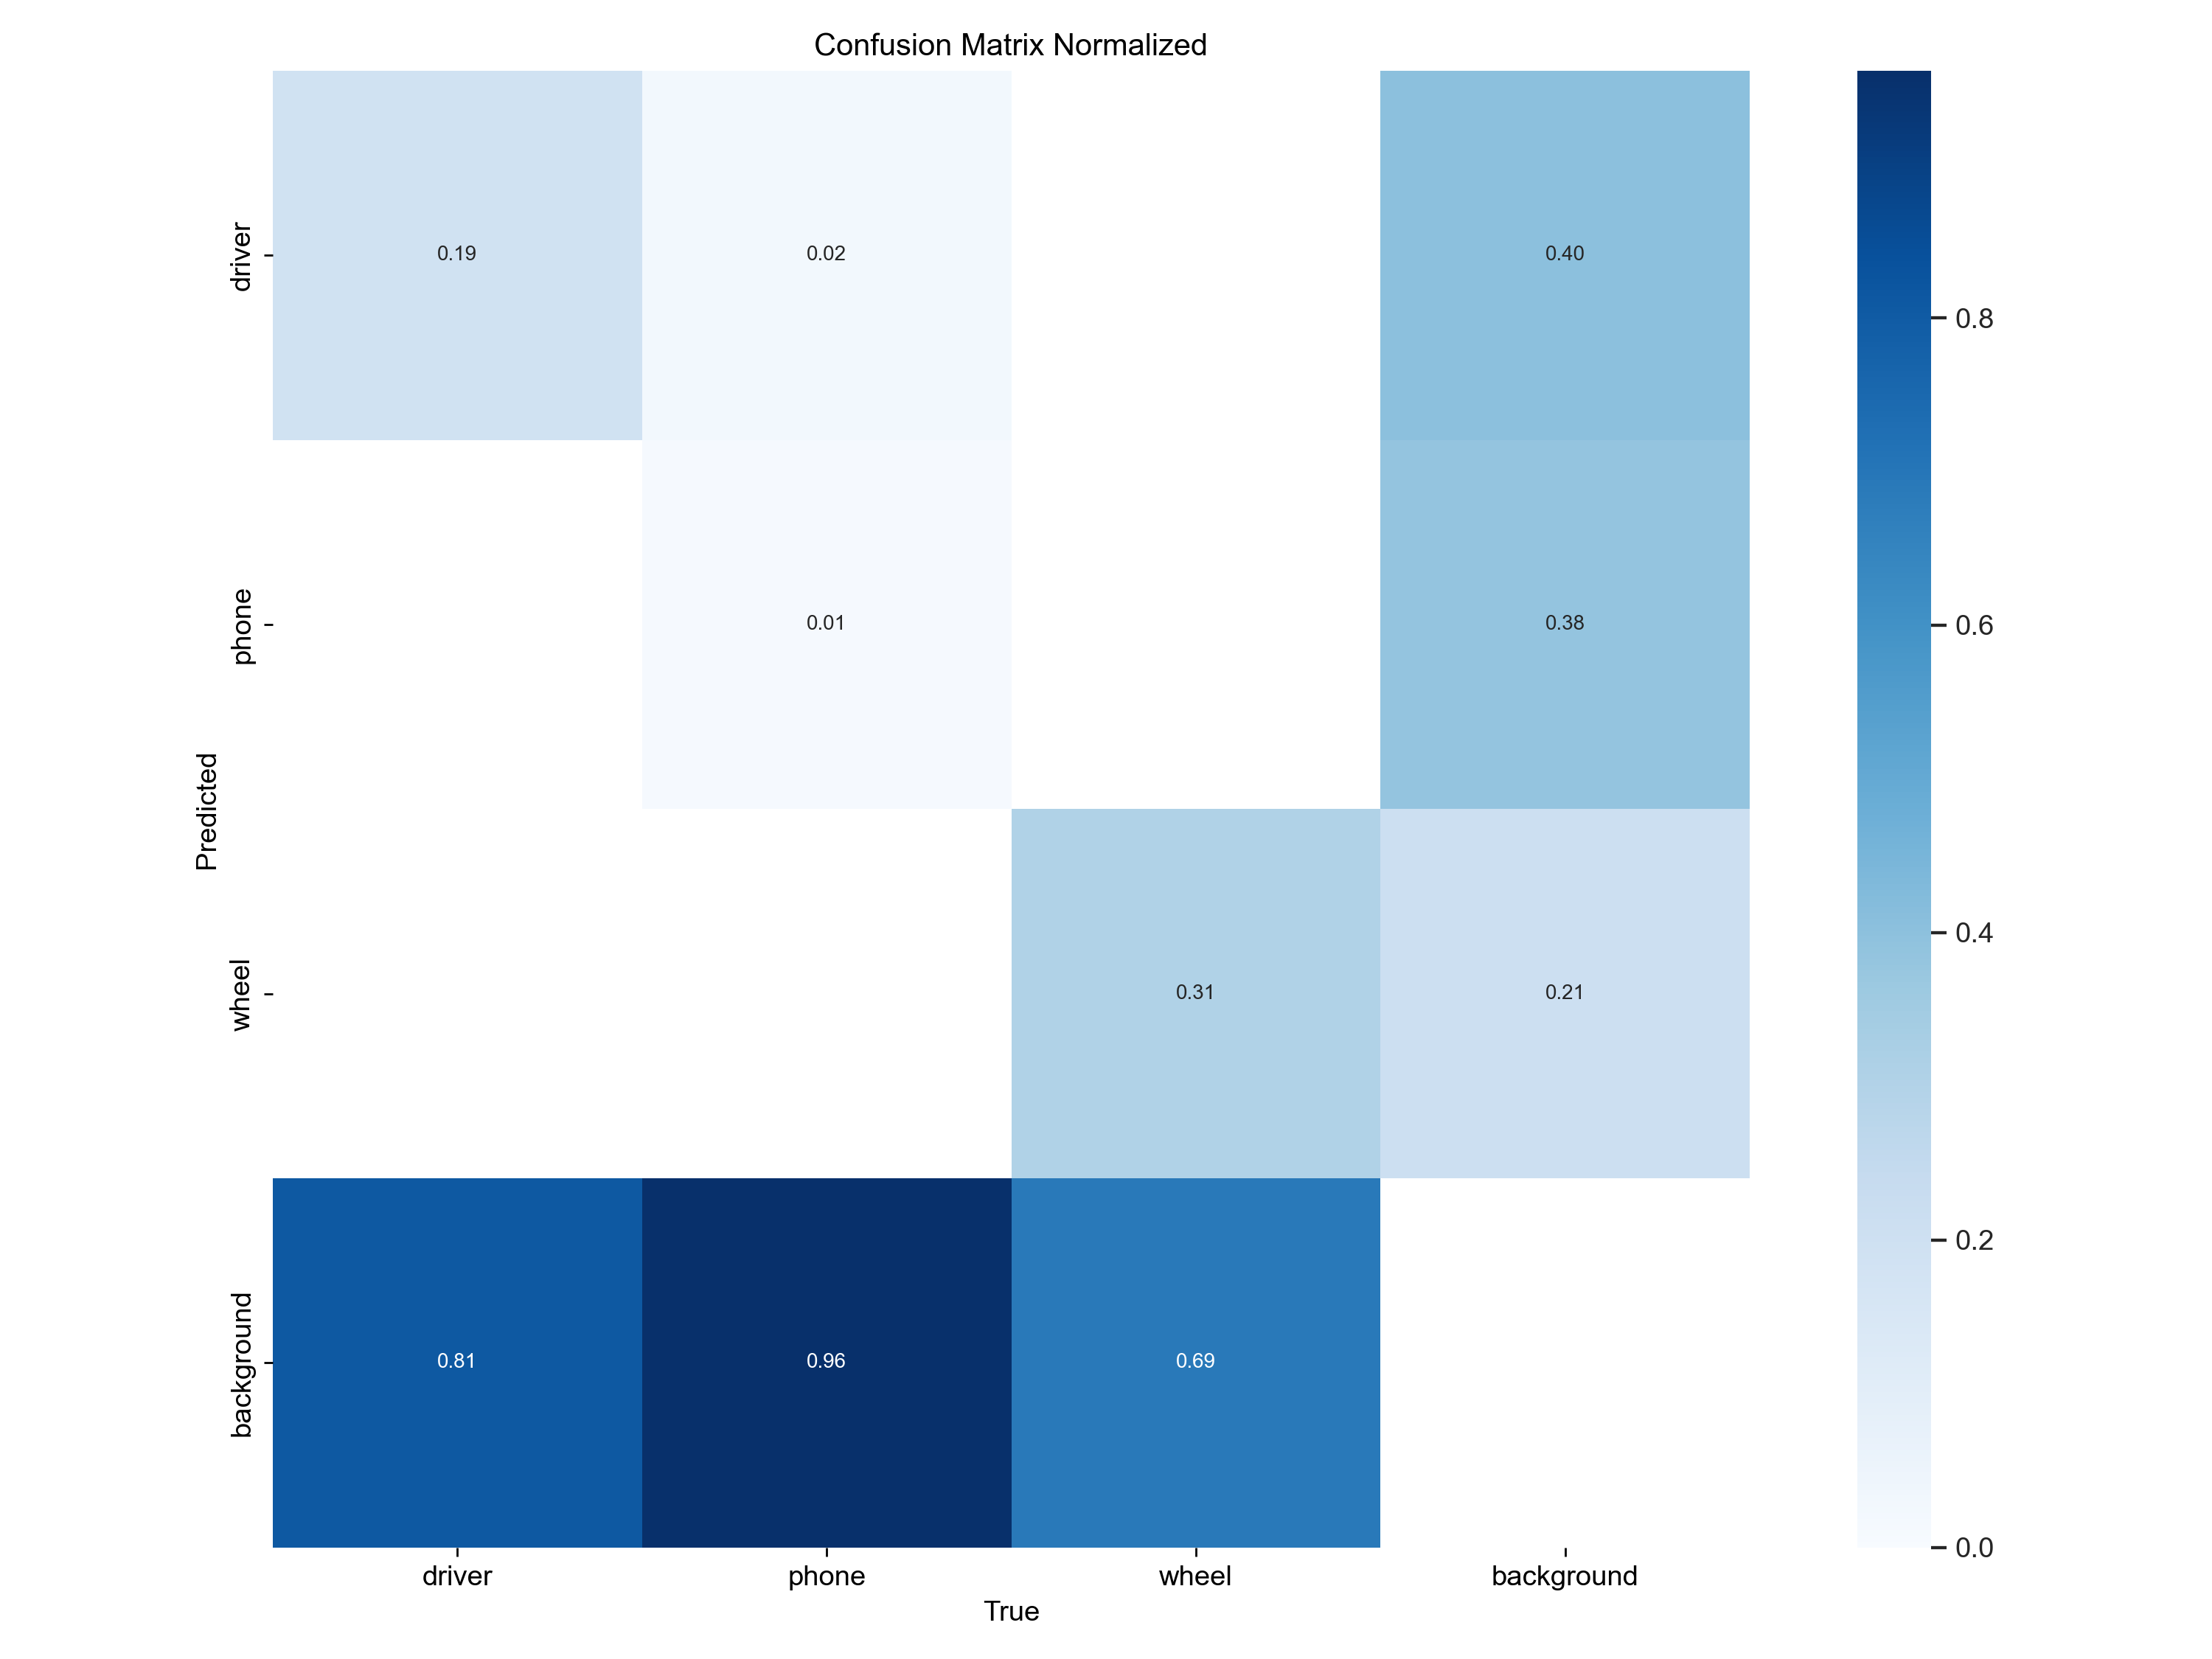 Confusion Matrix Normalized
driver
0.19
0.02
0.40
0.8
phone
0.01
0.38
0.6
Predicted
0.4
wheel
0.31
0.21
0.2
background
0.81
0.96
0.69
0.0
driver
phone
wheel
background
True